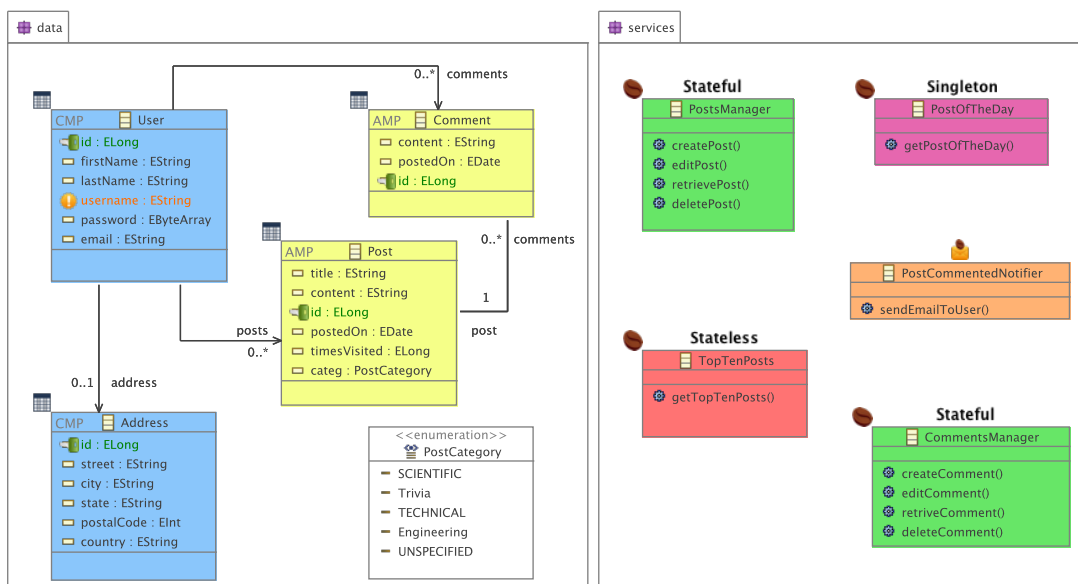 data
0..* comments
CMP User
id : ELong
firstName : EString
lastName : EString
username : EString
password : EByteArray
email : EString
AMP Comment
content : EString
postedOn : EDate
id : ELong
0..* comments
AMP Post
title : EString
content : EString
id : ELong
postedOn : EDate
timesVisited : ELong
categ : PostCategory
1
post
posts
0..*
0..1 address
CMP Address
id : ELong
street : EString
city : EString
state : EString
postalCode : EInt
country : EString
<<enumeration>>
PostCategory
SCIENTIFIC
Trivia
TECHNICAL
Engineering
UNSPECIFIED
services
Stateful
PostsManager
createPost()
editPost()
retrievePost()
deletePost()
Singleton
PostOfTheDay
getPostOfTheDay()
PostCommentedNotifier
sendEmailToUser()
Stateless
TopTenPosts
getTopTenPosts()
Stateful
CommentsManager
createComment()
editComment()
retriveComment()
deleteComment()